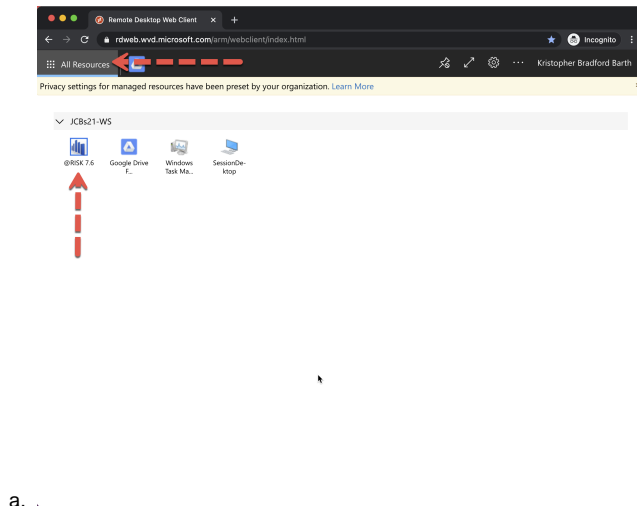 Remote Desktop Web Client
rdweb.wvd.microsoft.com/arm/webclient/index.html
Incognito
All Resources
Kristopher Bradford Barth
Privacy settings for managed resources have been preset by your organization. Learn More
JCBs21-WS
@RISK 7.6
Google Drive
F...
Windows
Task Ma...
SessionDe-
ktop
a.